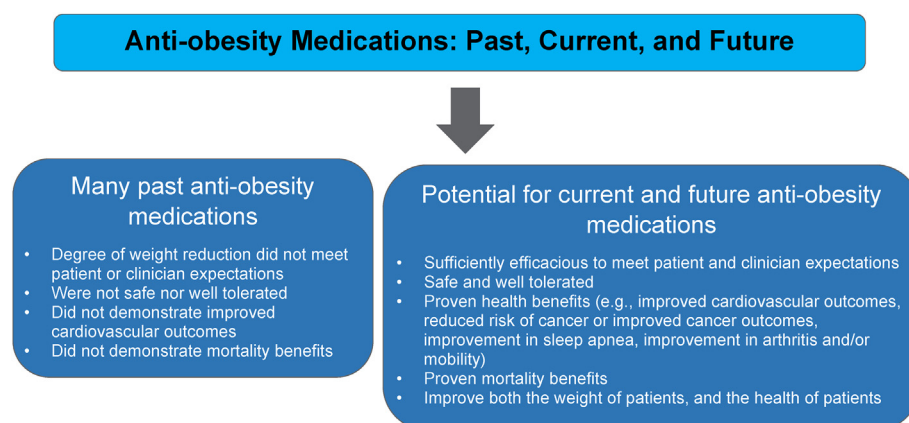 Anti-obesity Medications: Past, Current, and Future
Many past anti-obesity
medications
• Degree of weight reduction did not meet
patient or clinician expectations
• Were not safe nor well tolerated
• Did not demonstrate improved
cardiovascular outcomes
• Did not demonstrate mortality benefits
Potential for current and future anti-obesity
medications
• Sufficiently efficacious to meet patient and clinician expectations
• Safe and well tolerated
• Proven health benefits (e.g., improved cardiovascular outcomes,
reduced risk of cancer or improved cancer outcomes,
improvement in sleep apnea, improvement in arthritis and/or
mobility)
• Proven mortality benefits
• Improve both the weight of patients, and the health of patients